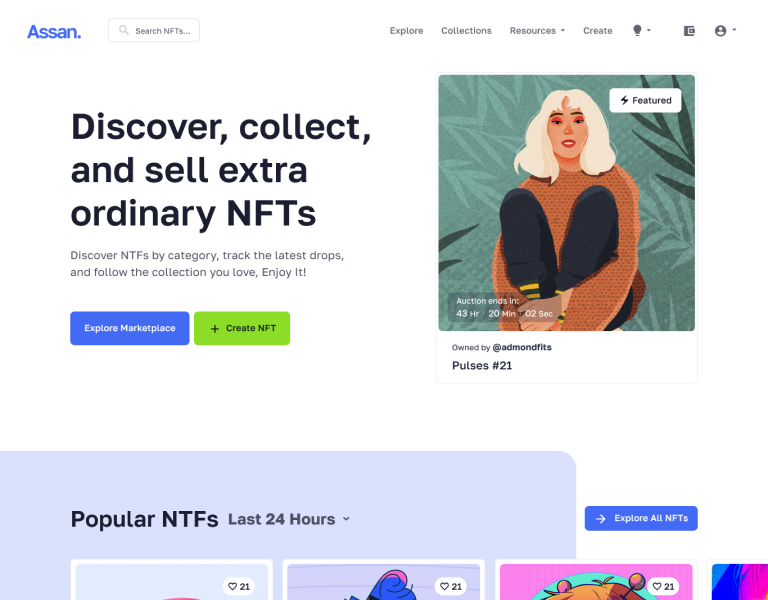 Assan.
Search NFTs...
Explore
Collections
Resources
Create
Discover, collect,
and sell extra
ordinary NFTs
Discover NTFs by category, track the latest drops,
and follow the collection you love, Enjoy It!
Explore Marketplace
Create NFT
Featured
Auction ends in:
43 Hr
20 Min
02 Sec
Owned by @admondfits
Pulses #21
Popular NTFs
Last 24 Hours
Explore All NFTs
21
21
21